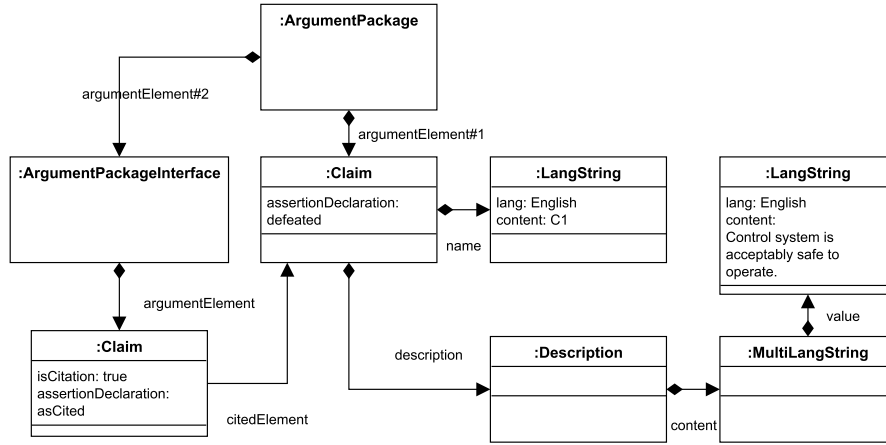 :ArgumentPackage
argumentElement#2
argumentElement#1
:ArgumentPackageInterface
:Claim
assertionDeclaration:
defeated
:LangString
lang: English
content: C1
:LangString
lang: English
content:
Control system is
acceptably safe to
operate.
name
argumentElement
value
:Claim
isCitation: true
assertionDeclaration:
asCited
citedElement
description
:Description
content
:MultiLangString